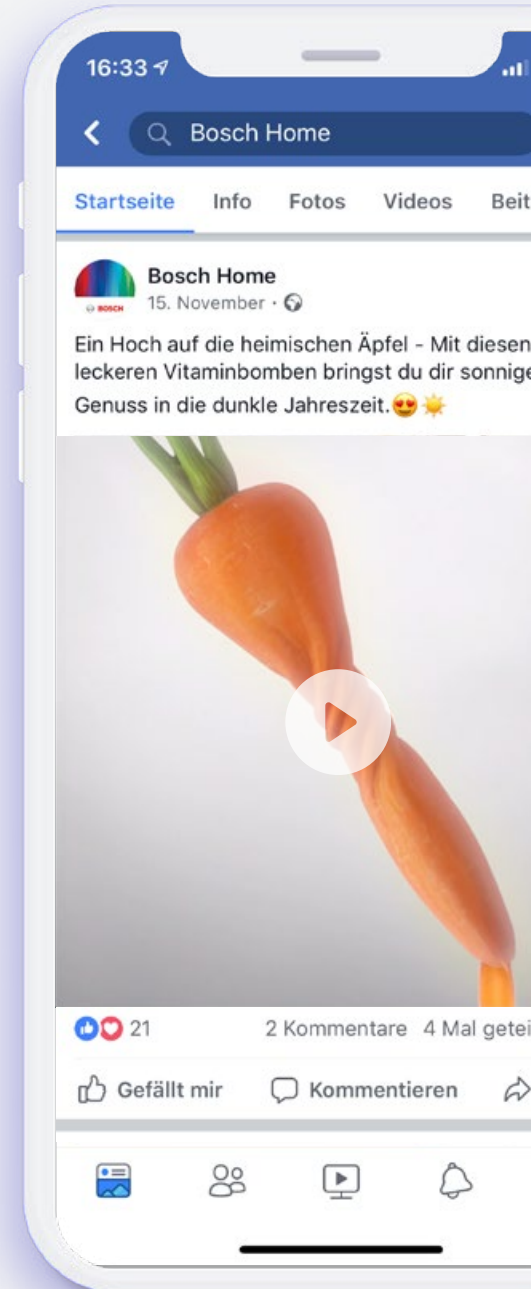 16:33
Bosch Home
Startseite Info Fotos Videos Beit
Bosch Home
BOSCH
15. November ·
Ein Hoch auf die heimischen Äpfel - Mit diesen
leckeren Vitaminbomben bringst du dir sonnige
Genuss in die dunkle Jahreszeit.😍☀️
21 2 Kommentare 4 Mal getei
Gefällt mir Kommentieren